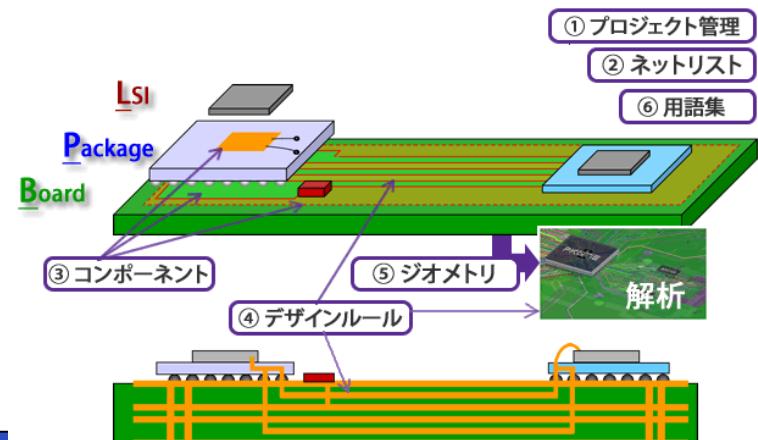 ① プロジェクト管理
② ネットリスト
⑥ 用語集
LSI
Package
Board
③ コンポーネント
⑤ ジオメトリ
解析
④ デザインルール